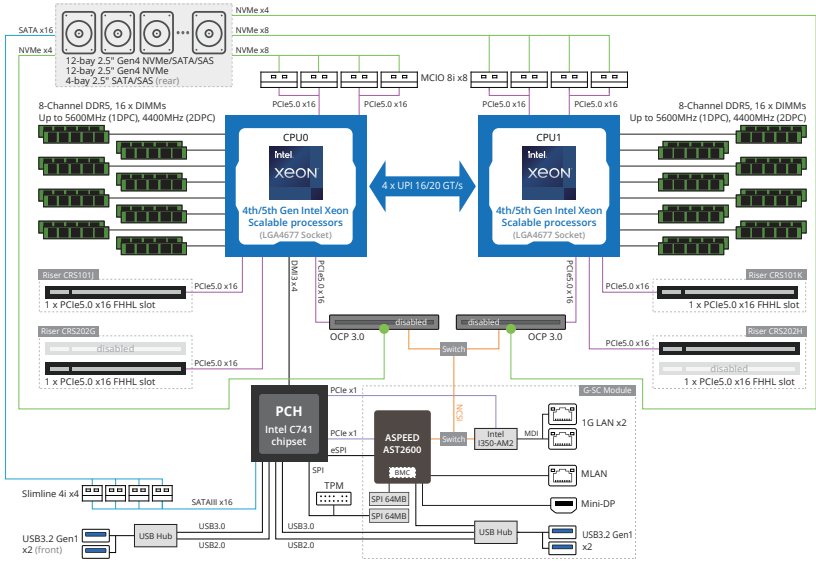 NVMe x4
SATA x16
NVMe x8
NVMe x4
NVMe x8
12-bay 2.5" Gen4 NVMe/SATA/SAS
12-bay 2.5" Gen4 NVMe
4-bay 2.5" SATA/SAS (rear)
MCIO 8i x8
PCIe5.0 x16
PCIe5.0 x16
PCIe5.0 x16
PCIe5.0 x16
8-Channel DDR5, 16 x DIMMs
Up to 5600MHz (1DPC), 4400MHz (2DPC)
8-Channel DDR5, 16 x DIMMs
Up to 5600MHz (1DPC), 4400MHz (2DPC)
CPU0
intel
XEON
4th/5th Gen Intel Xeon
Scalable processors
(LGA4677 Socket)
4 x UPI 16/20 GT/s
CPU1
intel
XEON
4th/5th Gen Intel Xeon
Scalable processors
(LGA4677 Socket)
Riser CRS101J
PCIe5.0 x16
1 x PCIe5.0 x16 FHHL slot
DMI3 x 4
PCIe5.0 x16
PCIe5.0 x16
Riser CRS101K
PCIe5.0 x16
1 x PCIe5.0 x16 FHHL slot
Riser CRS202G
disabled
PCIe5.0 x16
1 x PCIe5.0 x16 FHHL slot
disabled
OCP 3.0
disabled
OCP 3.0
Riser CRS202H
PCIe5.0 x16
disabled
1 x PCIe5.0 x16 FHHL slot
Switch
G-SC Module
PCH
Intel C741
chipset
PCIe x1
PCIe x1
eSPI
SPI
ASPEED
AST2600
BMC
NCSI
Switch
Intel
I350-AM2
MDI
1G LAN x2
MLAN
Mini-DP
TPM
SPI 64MB
SPI 64MB
Slimline 4i x4
SATAIII x16
USB3.2 Gen1
x2 (front)
USB Hub
USB3.0
USB2.0
USB3.0
USB2.0
USB Hub
USB3.2 Gen1
x2